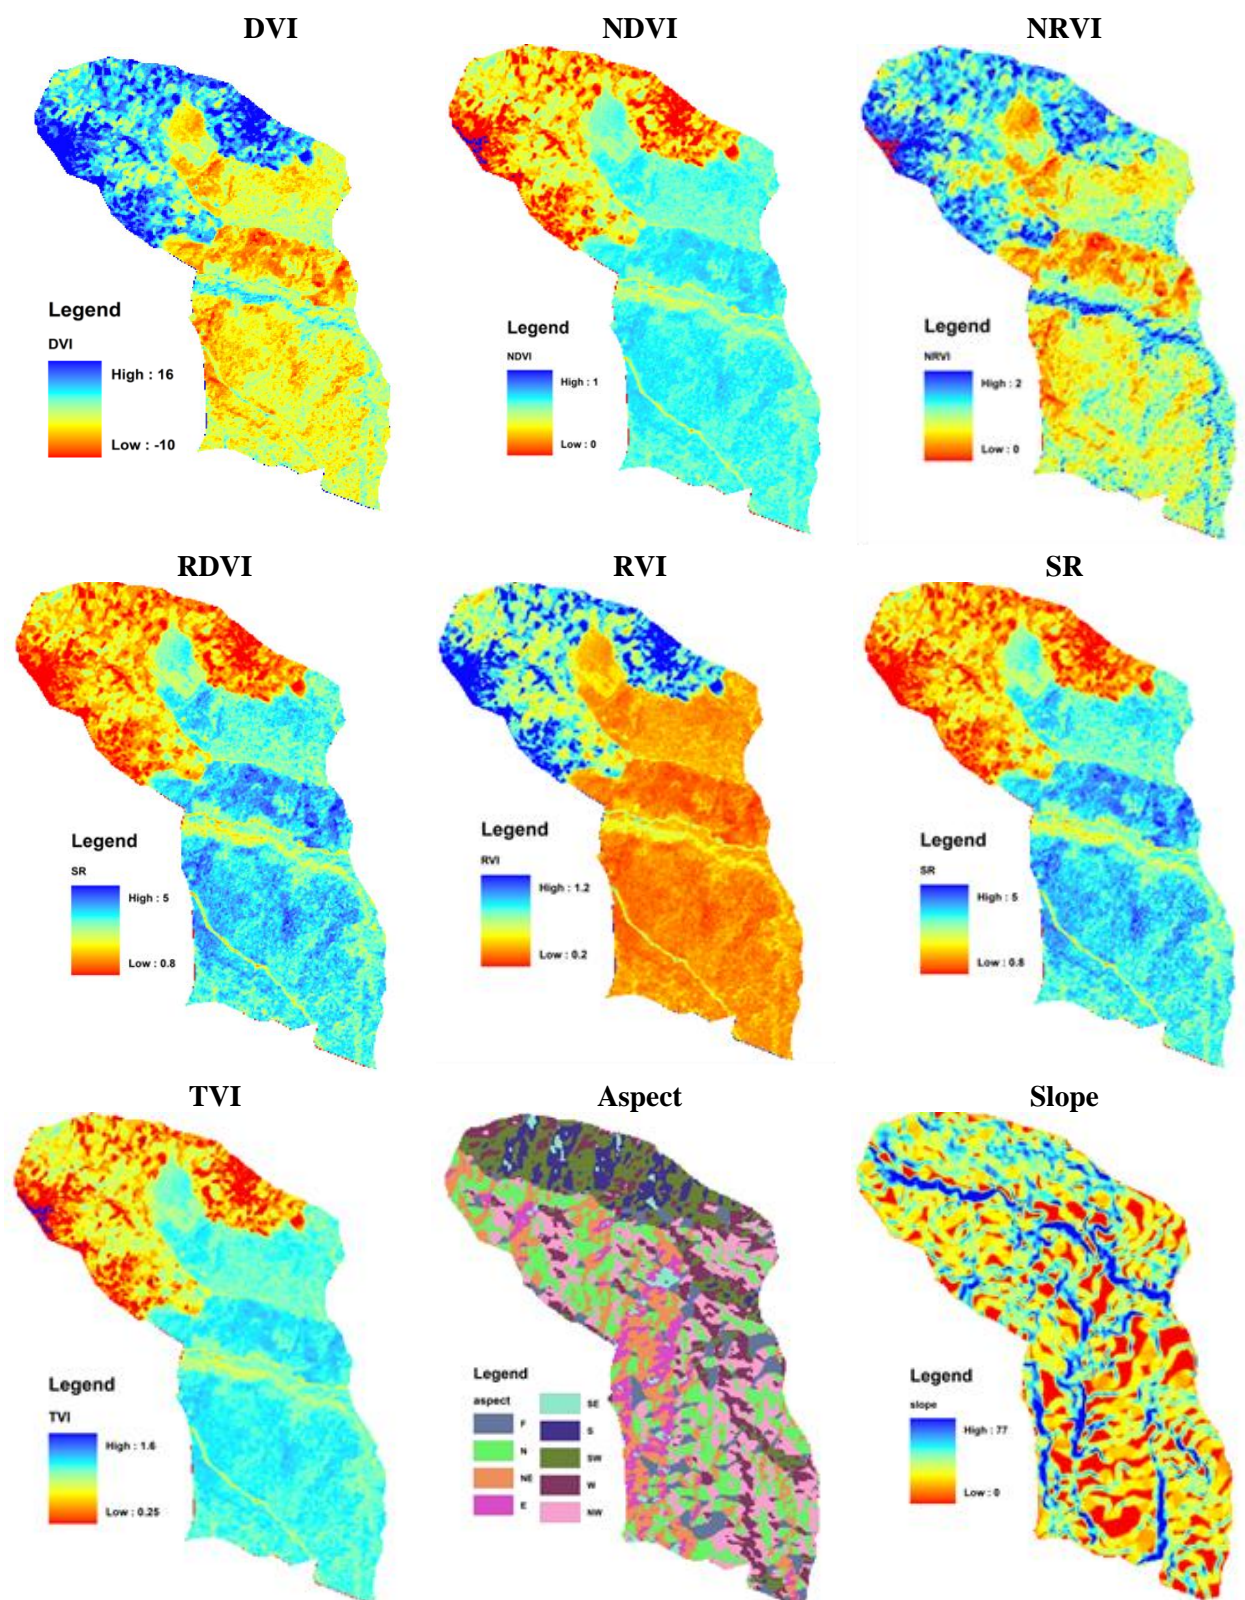 DVI NDVI NRVI
Legend
DVI
High : 16
Low : -10
Legend
NDVI
High : 1
Low : 0
Legend
NRVI
High : 2
Low : 0
RDVI RVI SR
Legend
SR
High : 5
Low : 0.8
Legend
RVI
High : 1.2
Low : 0.2
Legend
SR
High : 5
Low : 0.8
TVI Aspect Slope
Legend
TVI
High : 1.6
Low : 0.25
Legend
aspect
F
N
NE
E
SE
S
SW
W
NW
Legend
slope
High : 77
Low : 0